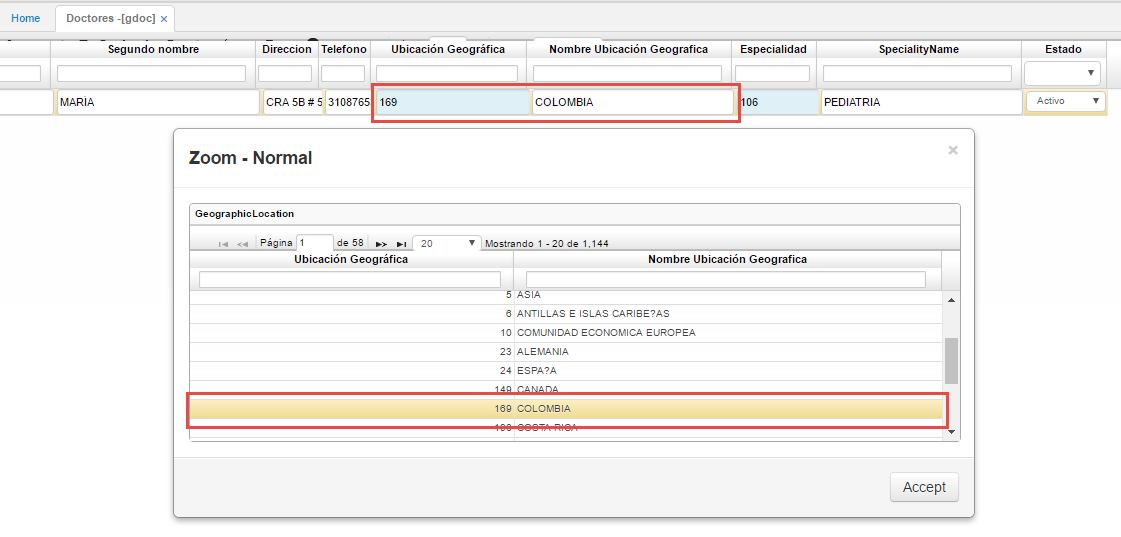 Home Doctores -[gdoc] ×
Segundo nombre Direccion Telefono Ubicación Geográfica Nombre Ubicación Geografica Especialidad SpecialityName Estado
MARÍA CRA 5B # 5 31087653 169 COLOMBIA 106 PEDIATRIA Activo
Zoom - Normal ×
GeographicLocation
Página 1 de 58 20 Mostrando 1 - 20 de 1,144
Ubicación Geográfica Nombre Ubicación Geografica
5 ASIA
6 ANTILLAS E ISLAS CARIBE?AS
10 COMUNIDAD ECONOMICA EUROPEA
23 ALEMANIA
24 ESPA?A
149 CANADA
169 COLOMBIA
COSTA RICA
Accept